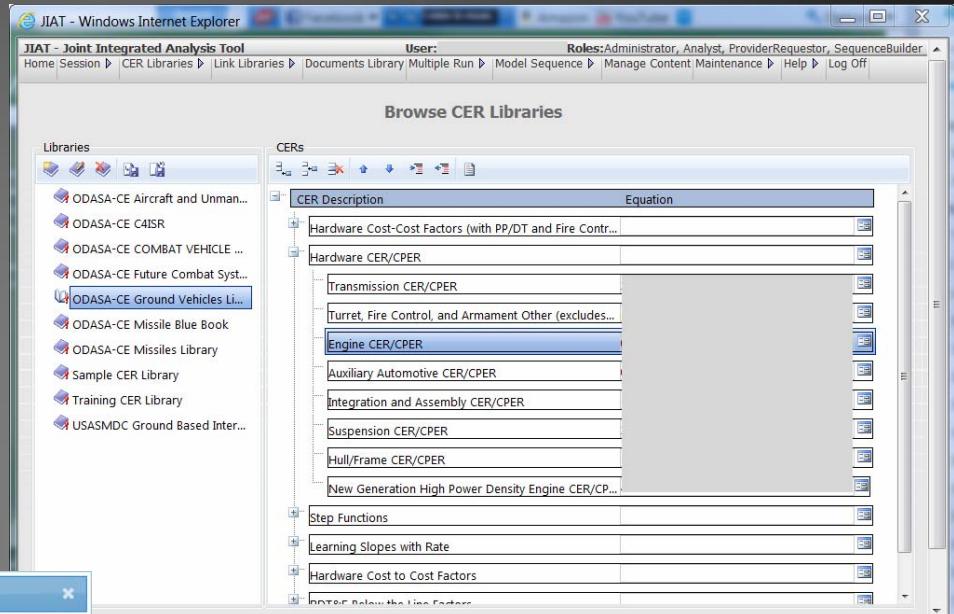 JIAT - Windows Internet Explorer
JIAT - Joint Integrated Analysis Tool User: Roles:Administrator, Analyst, ProviderRequestor, SequenceBuilder
Home Session CER Libraries Link Libraries Documents Library Multiple Run Model Sequence Manage Content Maintenance Help Log Off
Browse CER Libraries
Libraries
ODASA-CE Aircraft and Unman...
ODASA-CE C4ISR
ODASA-CE COMBAT VEHICLE ...
ODASA-CE Future Combat Syst...
ODASA-CE Ground Vehicles Li...
ODASA-CE Missile Blue Book
ODASA-CE Missiles Library
Sample CER Library
Training CER Library
USASMDC Ground Based Inter...
CERs
CER Description Equation
Hardware Cost-Cost Factors (with PP/DT and Fire Contr...
Hardware CER/CPER
Transmission CER/CPER
Turret, Fire Control, and Armament Other (excludes...
Engine CER/CPER
Auxiliary Automotive CER/CPER
Integration and Assembly CER/CPER
Suspension CER/CPER
Hull/Frame CER/CPER
New Generation High Power Density Engine CER/CP...
Step Functions
Learning Slopes with Rate
Hardware Cost to Cost Factors
RDT&E Below the Line Factors